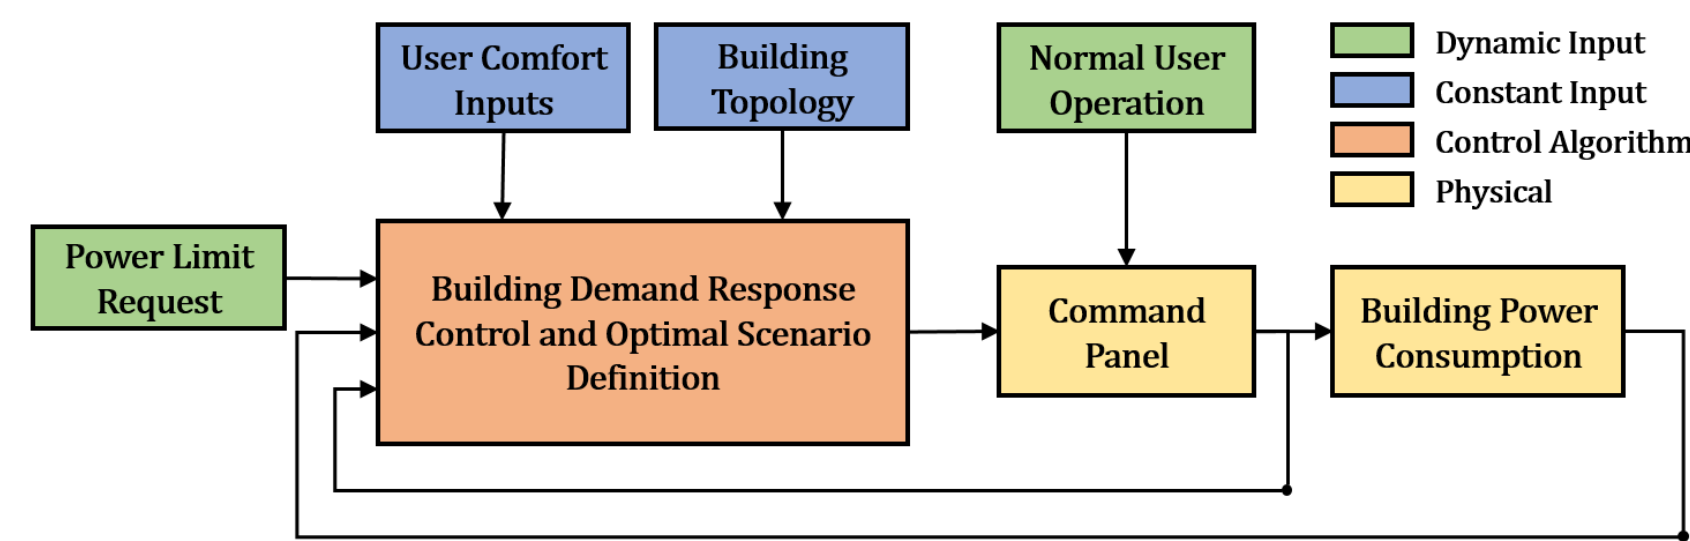 User Comfort
Inputs
Building
Topology
Normal User
Operation
Dynamic Input
Constant Input
Control Algorithm
Physical
Power Limit
Request
Building Demand Response
Control and Optimal Scenario
Definition
Command
Panel
Building Power
Consumption